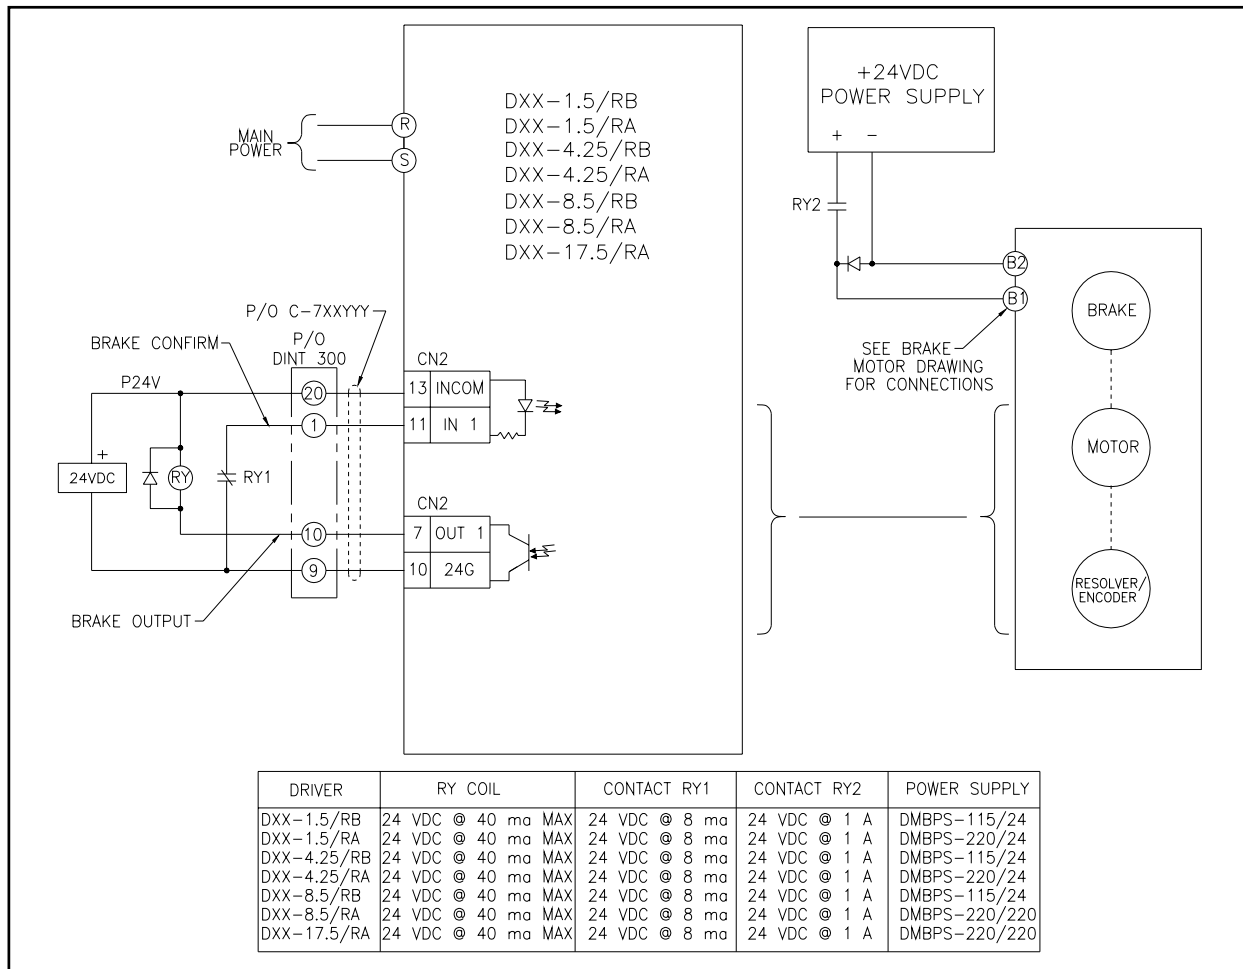 DXX-1.5/RB
DXX-1.5/RA
DXX-4.25/RB
DXX-4.25/RA
DXX-8.5/RB
DXX-8.5/RA
DXX-17.5/RA
MAIN
POWER
R
S
+24VDC
POWER SUPPLY
+ -
RY2
B2
B1
SEE BRAKE
MOTOR DRAWING
FOR CONNECTIONS
BRAKE
MOTOR
RESOLVER/
ENCODER
P/O C-7XXYYY
P/O
DINT 300
BRAKE CONFIRM
P24V
CN2
20
13 INCOM
1
11 IN 1
+
24VDC
RY
RY1
CN2
10
7 OUT 1
9
10 24G
BRAKE OUTPUT
DRIVER RY COIL CONTACT RY1 CONTACT RY2 POWER SUPPLY
DXX-1.5/RB 24 VDC @ 40 ma MAX 24 VDC @ 8 ma 24 VDC @ 1 A DMBPS-115/24
DXX-1.5/RA 24 VDC @ 40 ma MAX 24 VDC @ 8 ma 24 VDC @ 1 A DMBPS-220/24
DXX-4.25/RB 24 VDC @ 40 ma MAX 24 VDC @ 8 ma 24 VDC @ 1 A DMBPS-115/24
DXX-4.25/RA 24 VDC @ 40 ma MAX 24 VDC @ 8 ma 24 VDC @ 1 A DMBPS-220/24
DXX-8.5/RB 24 VDC @ 40 ma MAX 24 VDC @ 8 ma 24 VDC @ 1 A DMBPS-115/24
DXX-8.5/RA 24 VDC @ 40 ma MAX 24 VDC @ 8 ma 24 VDC @ 1 A DMBPS-220/220
DXX-17.5/RA 24 VDC @ 40 ma MAX 24 VDC @ 8 ma 24 VDC @ 1 A DMBPS-220/220